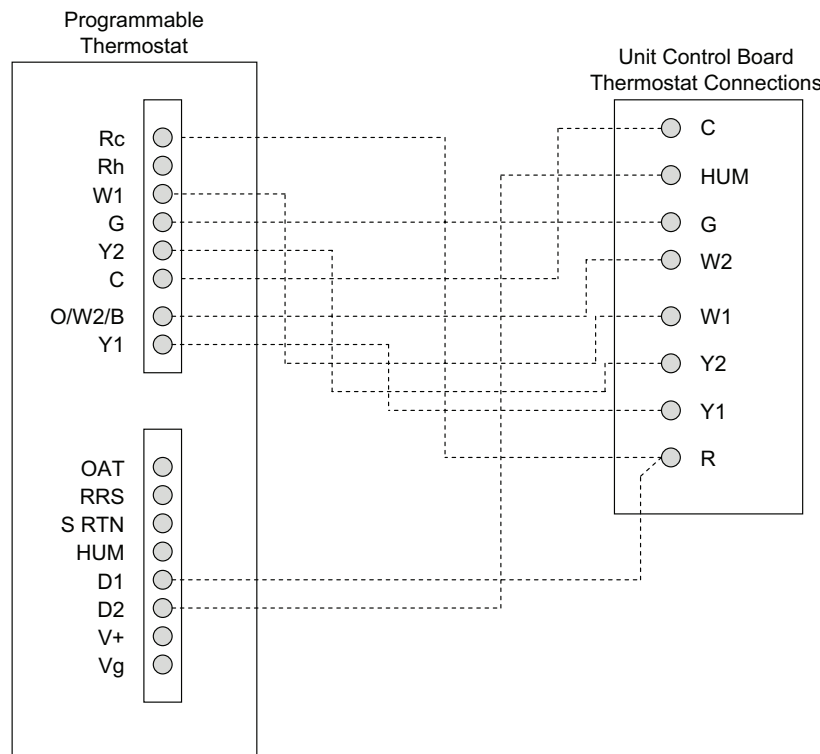 Programmable
Thermostat
Rc
Rh
W1
G
Y2
C
O/W2/B
Y1
OAT
RRS
S RTN
HUM
D1
D2
V+
Vg
Unit Control Board
Thermostat Connections
C
HUM
G
W2
W1
Y2
Y1
R